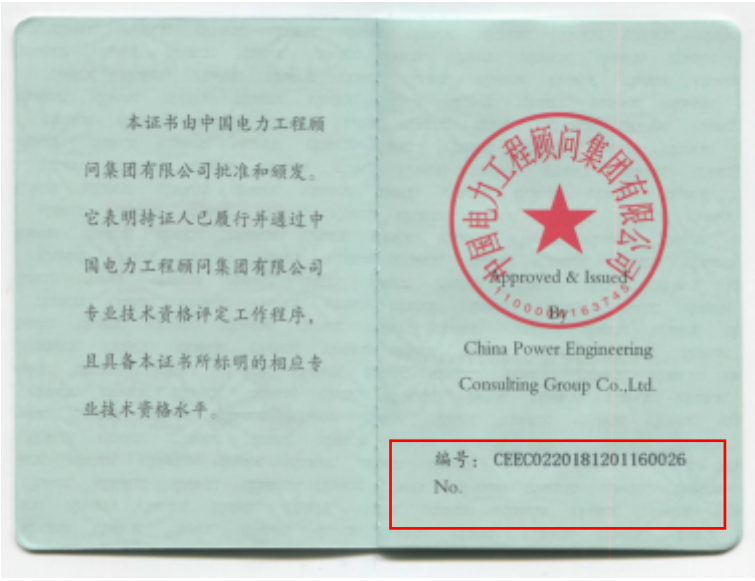 本证书由中国电力工程顾
问集团有限公司批准和颁发。
它表明持证人已履行并通过中
国电力工程顾问集团有限公司
专业技术资格评定工作程序,
且具备本证书所标明的相应专
业技术资格水平。
中国电力工程顾问集团有限公司
Approved & Issued
By
China Power Engineering
Consulting Group Co.,Ltd.
编号: CEEC0220181201160026
No.